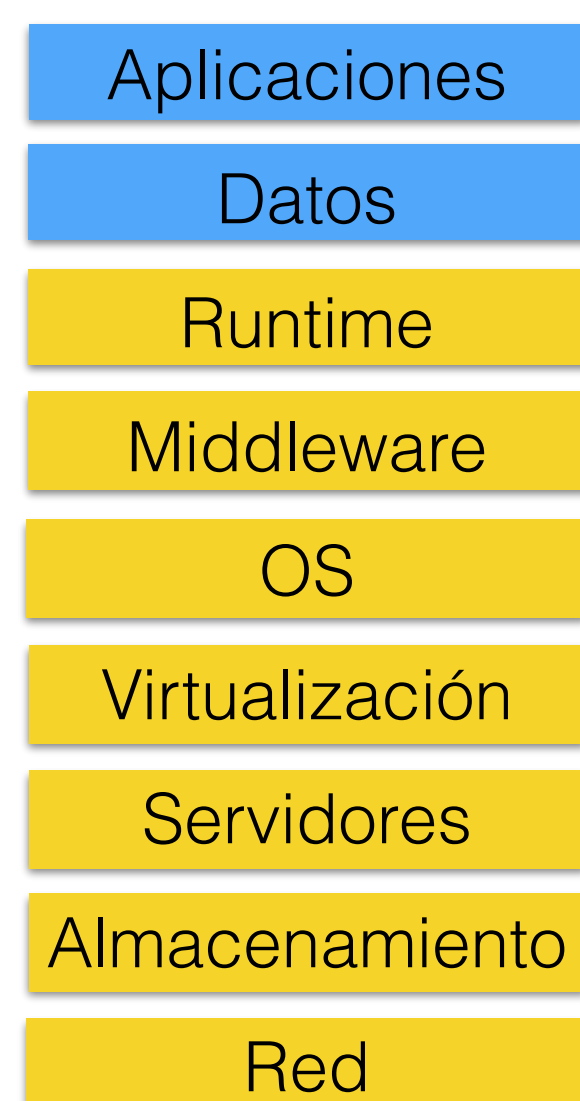 Aplicaciones
Datos
Runtime
Middleware
OS
Virtualización
Servidores
Almacenamiento
Red